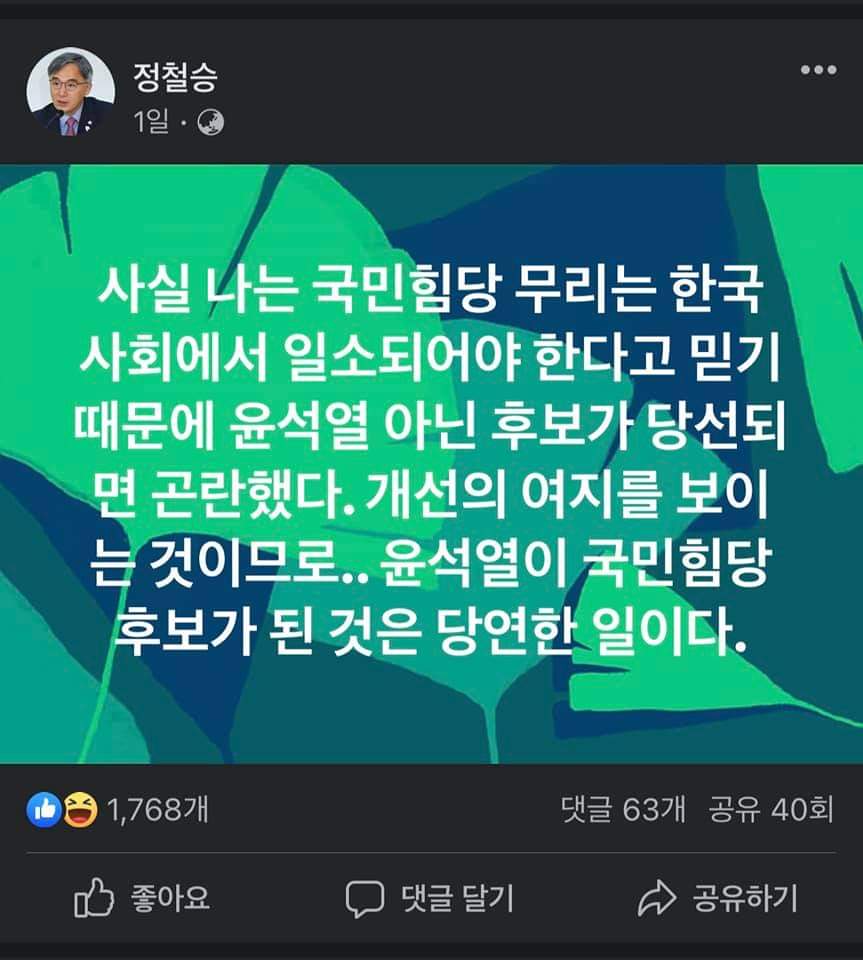 정철승
1일 ·
사실 나는 국민힘당 무리는 한국
사회에서 일소되어야 한다고 믿기
때문에 윤석열 아닌 후보가 당선되
면 곤란했다. 개선의 여지를 보이
는 것이므로.. 윤석열이 국민힘당
후보가 된 것은 당연한 일이다.
1,768개 댓글 63개 공유 40회
좋아요 댓글 달기 공유하기